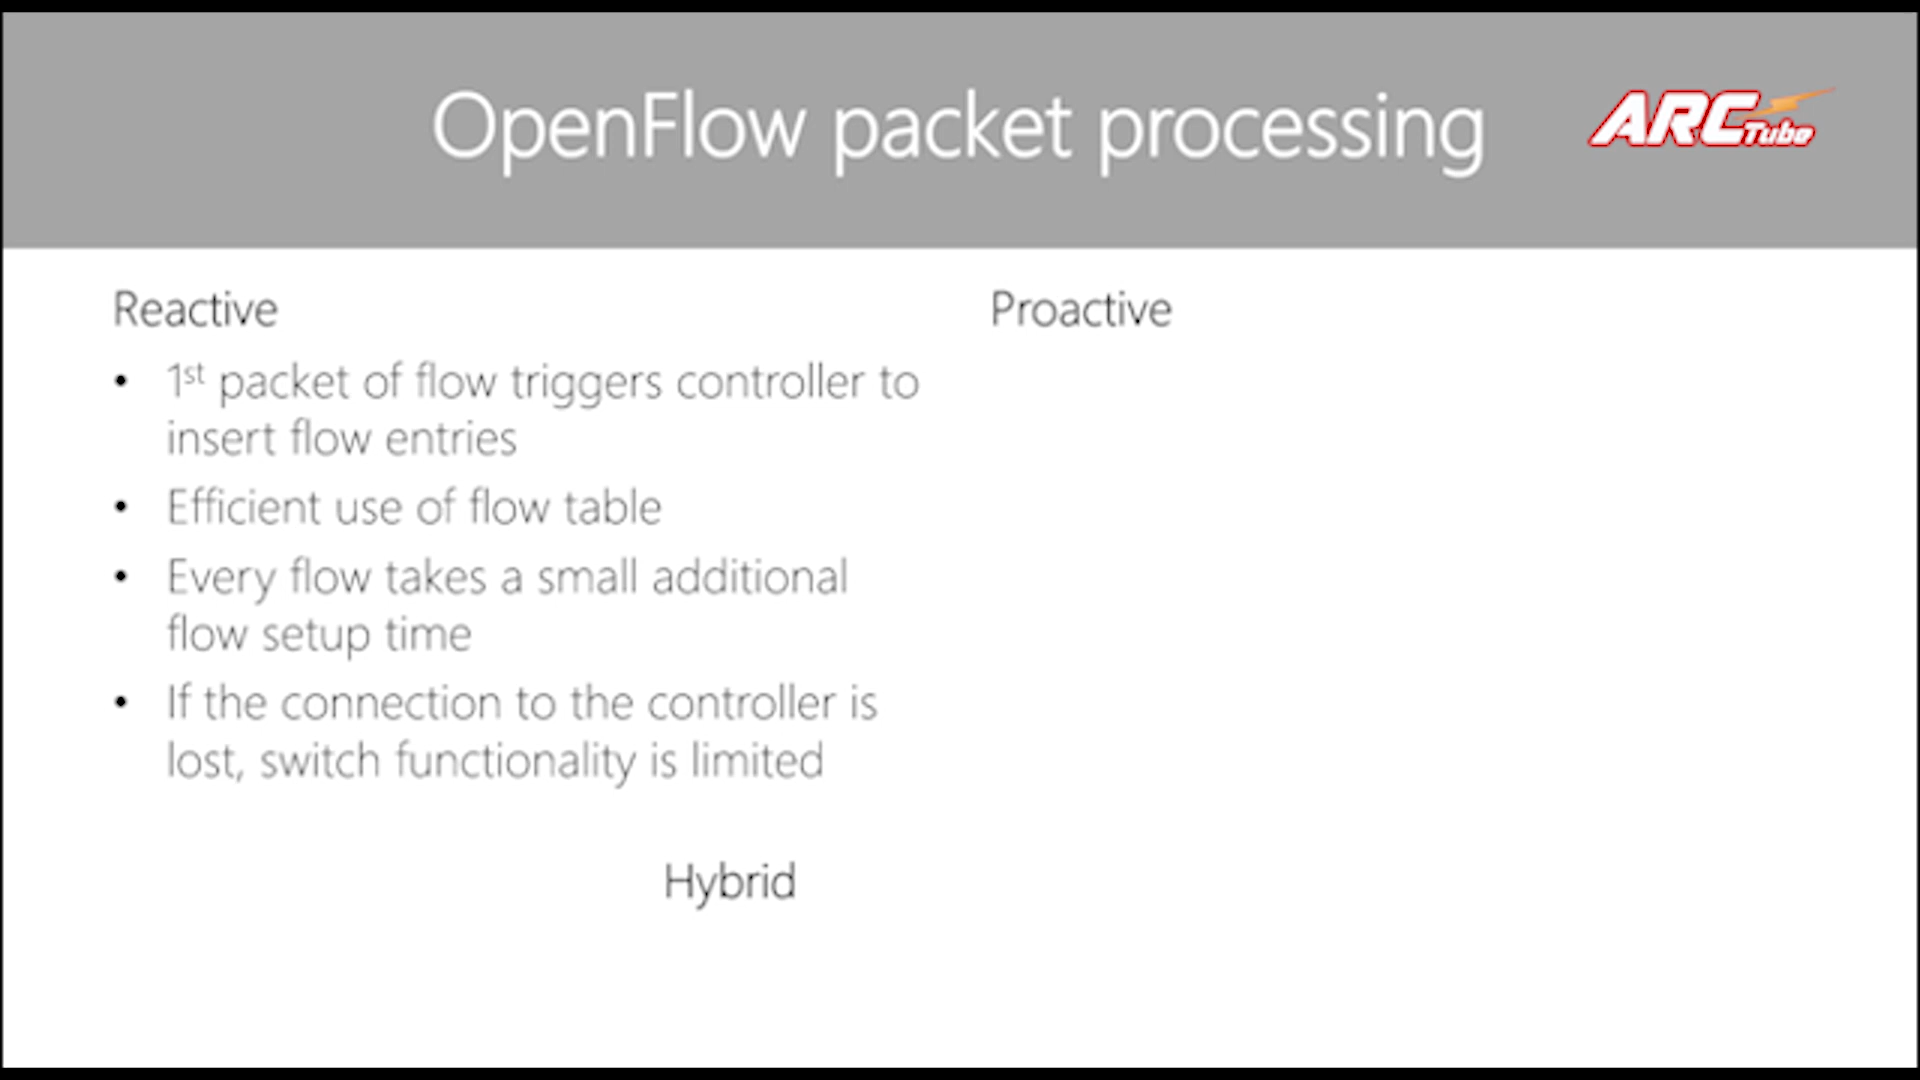 OpenFlow packet processing
ARC Tube
Reactive
• 1st packet of flow triggers controller to
insert flow entries
• Efficient use of flow table
• Every flow takes a small additional
flow setup time
• If the connection to the controller is
lost, switch functionality is limited
Proactive
Hybrid